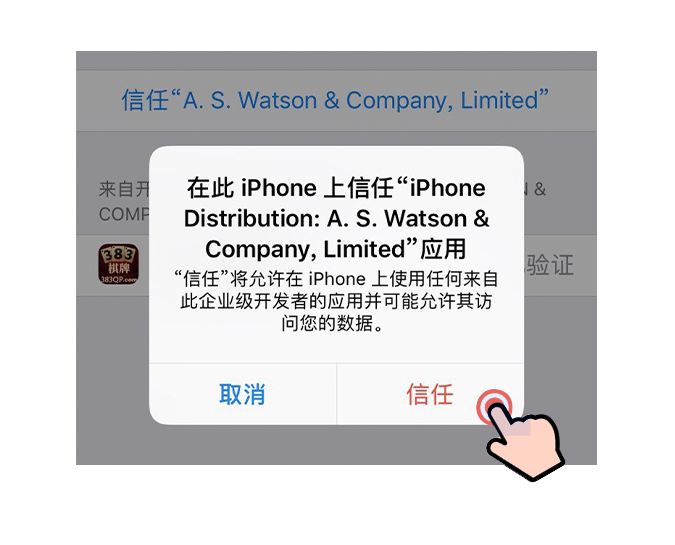 信任“A. S. Watson & Company, Limited”
在此 iPhone 上信任“iPhone
Distribution: A. S. Watson &
Company, Limited”应用
“信任”将允许在 iPhone 上使用任何来自
此企业级开发者的应用并可能允许其访
问您的数据。
取消
信任
来自开
&
COMP
383
棋牌
383QP.com
验证